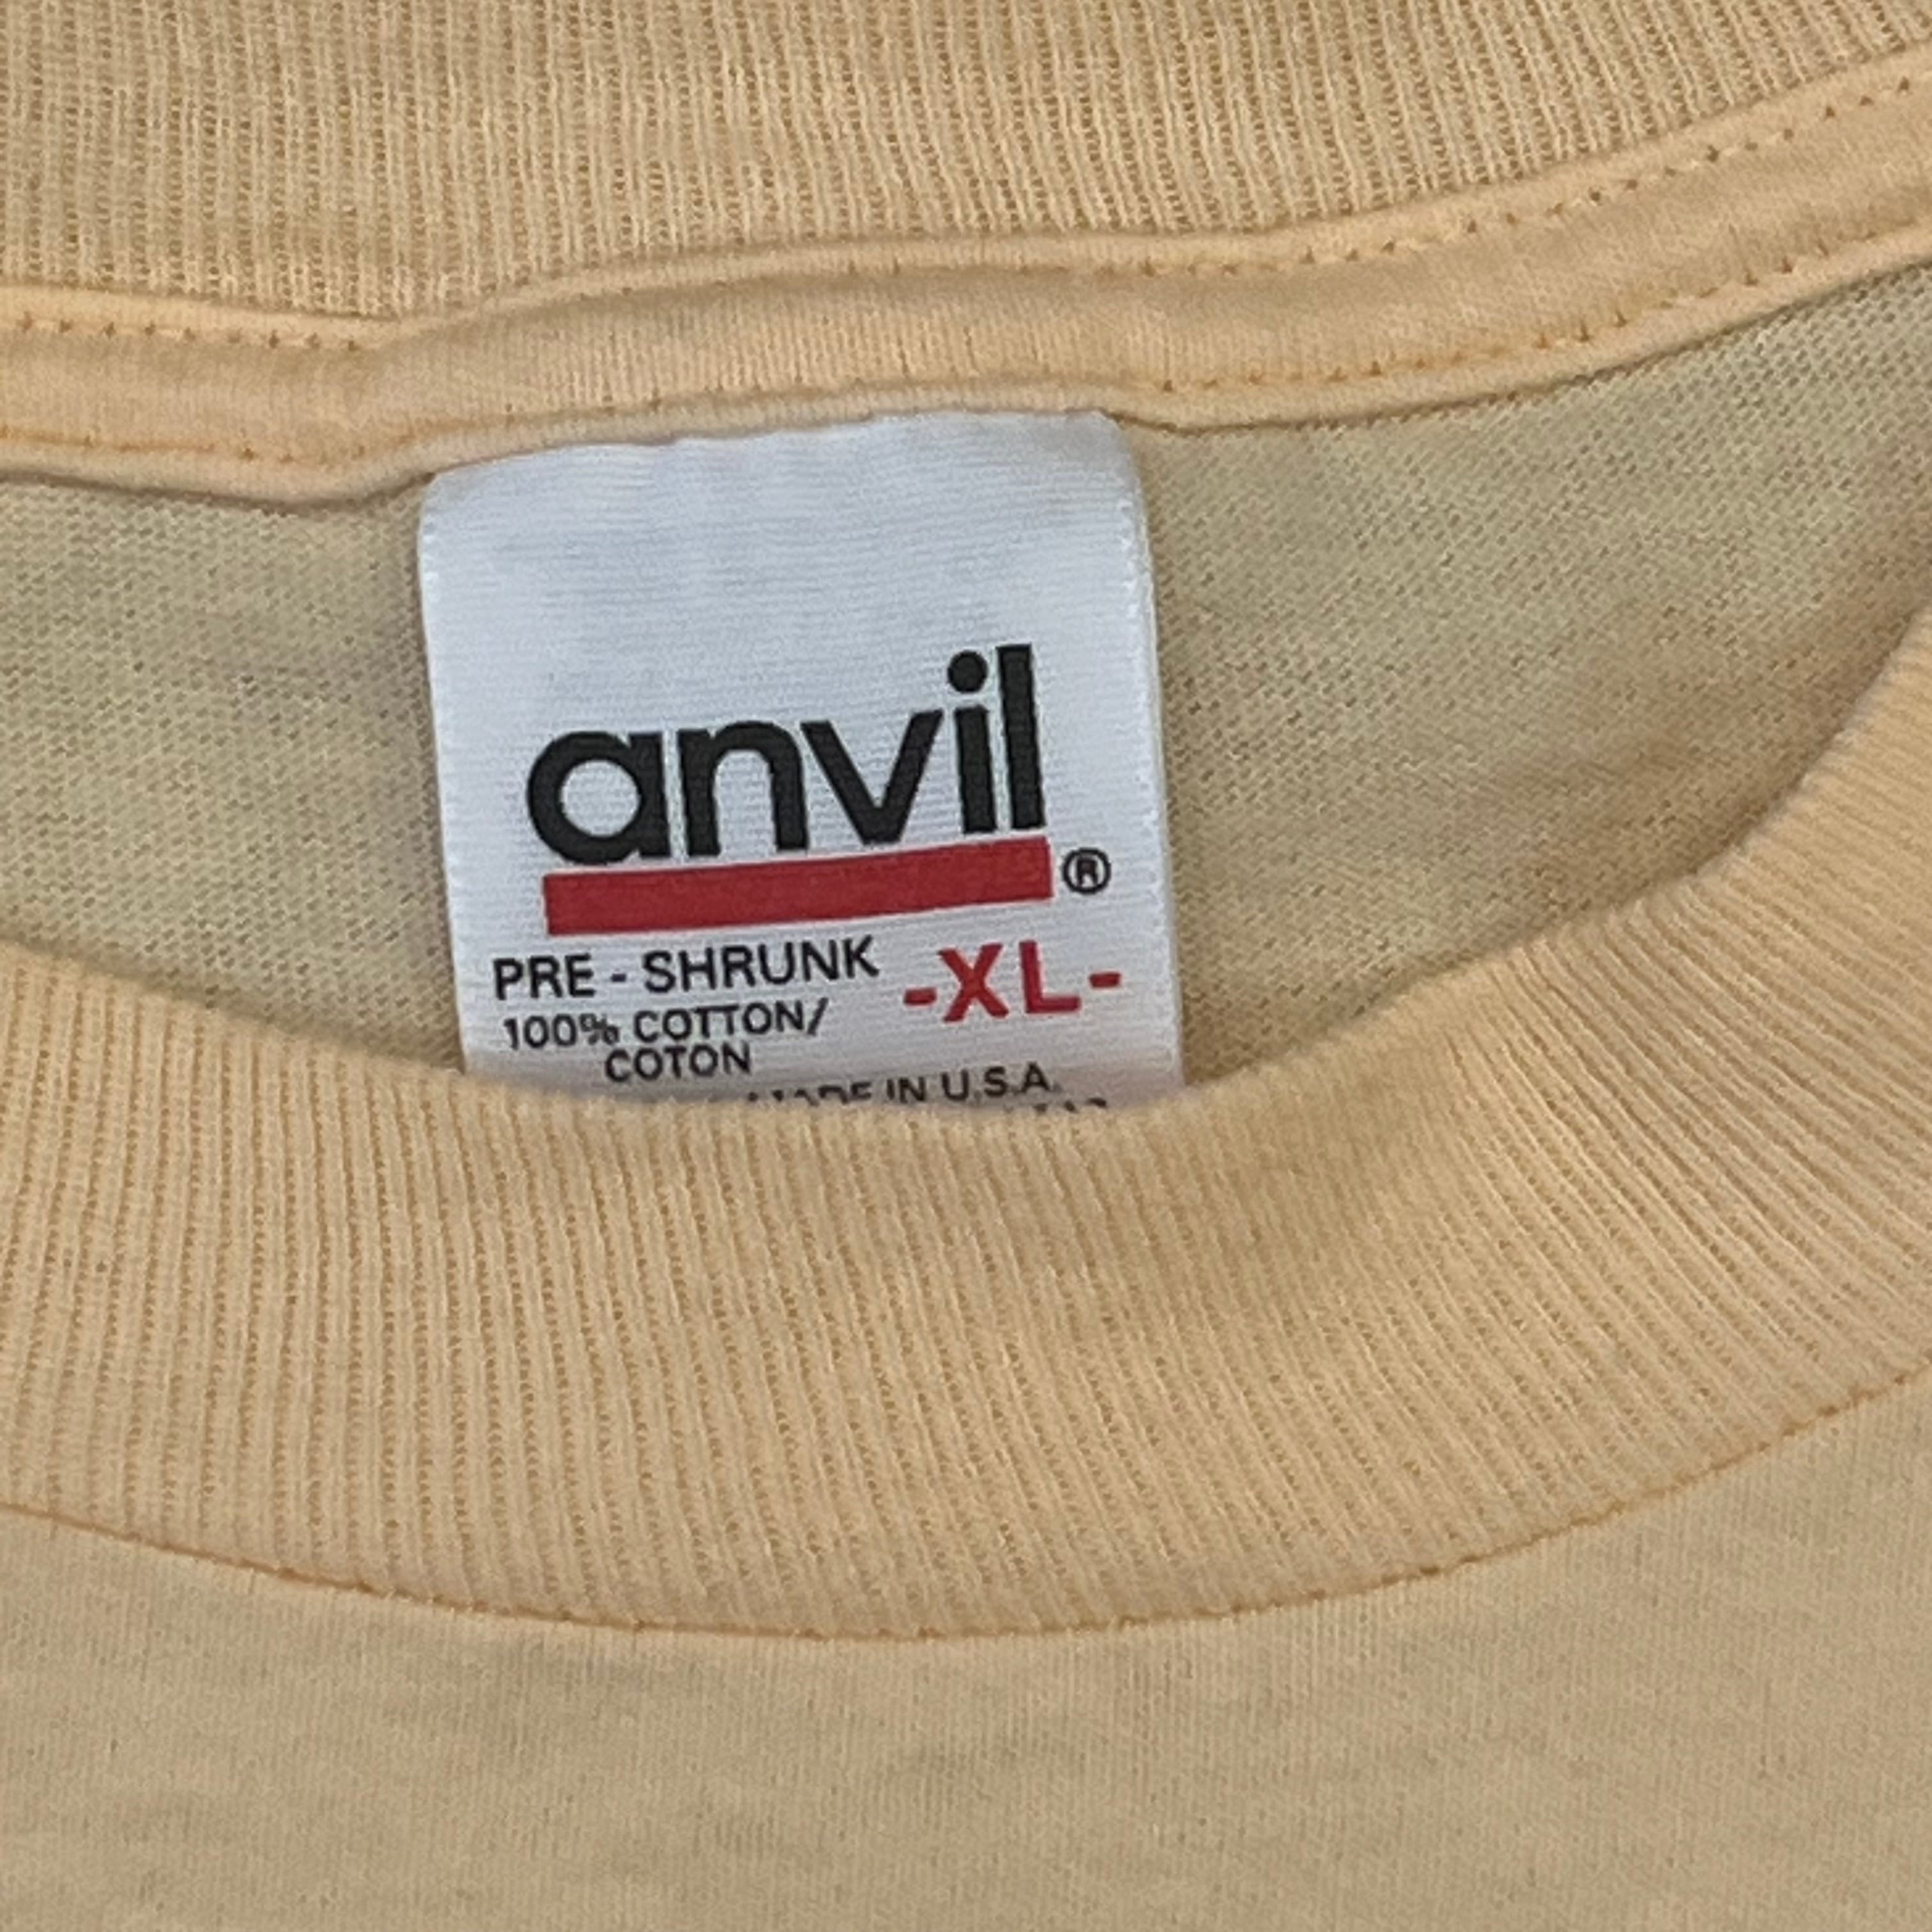 anvil®
PRE - SHRUNK -XL-
100% COTTON/
COTON
MADE IN U.S.A.